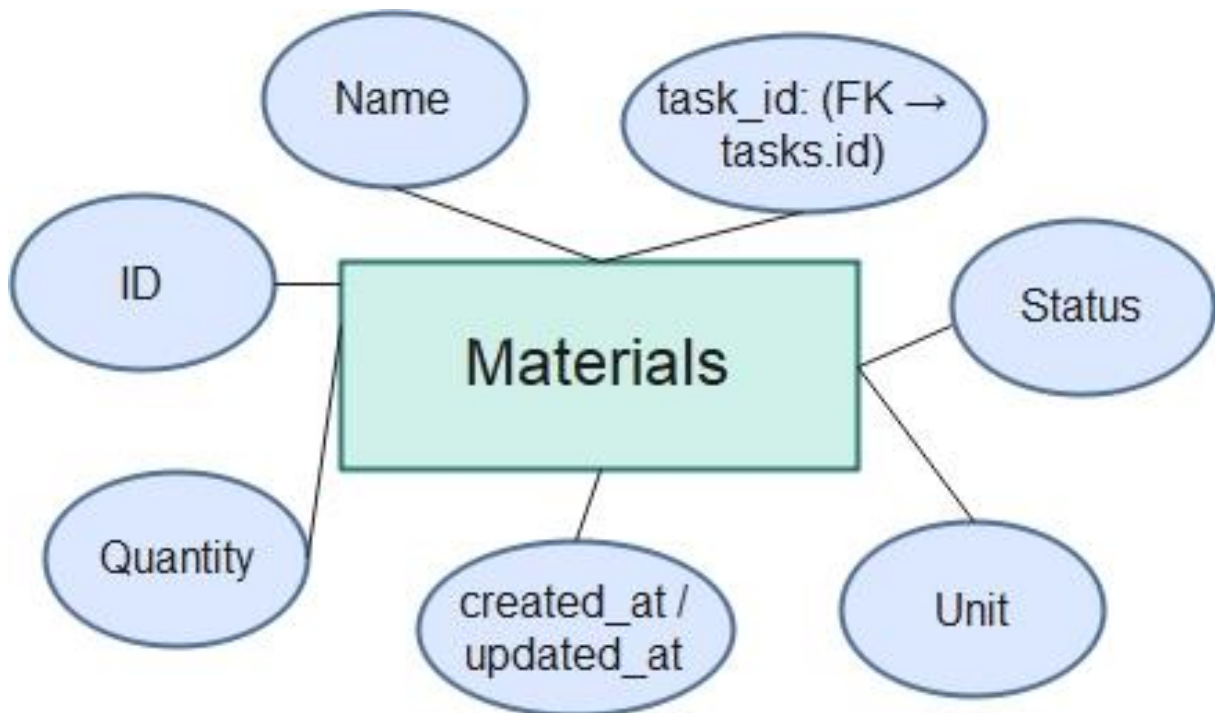 Name
task_id: (FK →
tasks.id)
ID
Status
Materials
Quantity
created_at /
updated_at
Unit